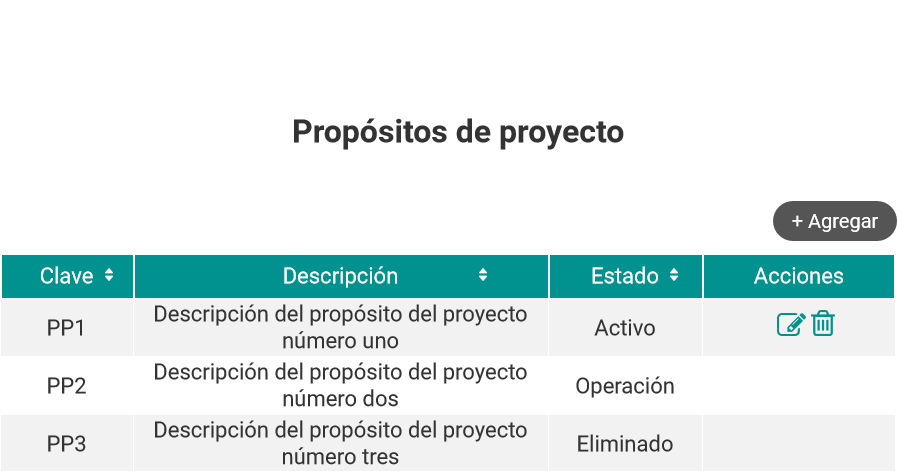 Propósitos de proyecto
+ Agregar
Clave Descripción Estado Acciones
PP1 Descripción del propósito del proyecto número uno Activo
PP2 Descripción del propósito del proyecto número dos Operación
PP3 Descripción del propósito del proyecto número tres Eliminado